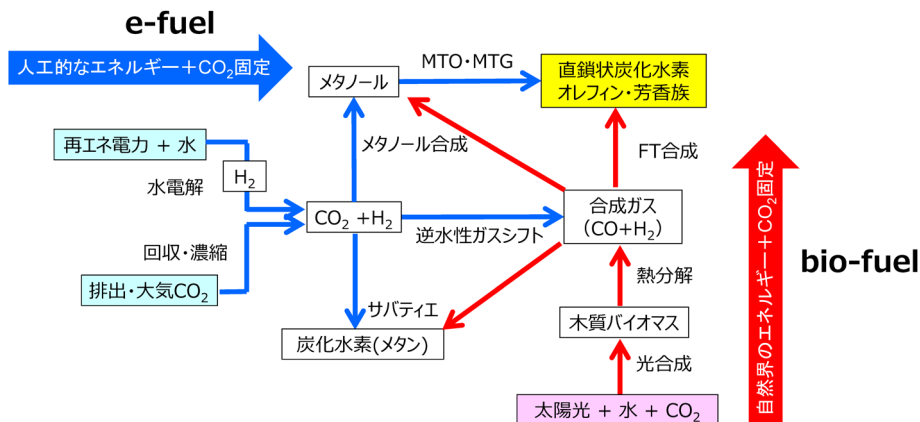 e-fuel
人工的なエネルギー＋CO₂固定
メタノール
MTO・MTG
直鎖状炭化水素
オレフィン・芳香族
再エネ電力 + 水
メタノール合成
FT合成
H₂
水電解
CO₂ +H₂
合成ガス
（CO+H₂）
逆水性ガスシフト
回収・濃縮
排出・大気CO₂
熱分解
サバティエ
木質バイオマス
炭化水素(メタン)
光合成
太陽光 + 水 + CO₂
自然界のエネルギー＋CO₂固定
bio-fuel